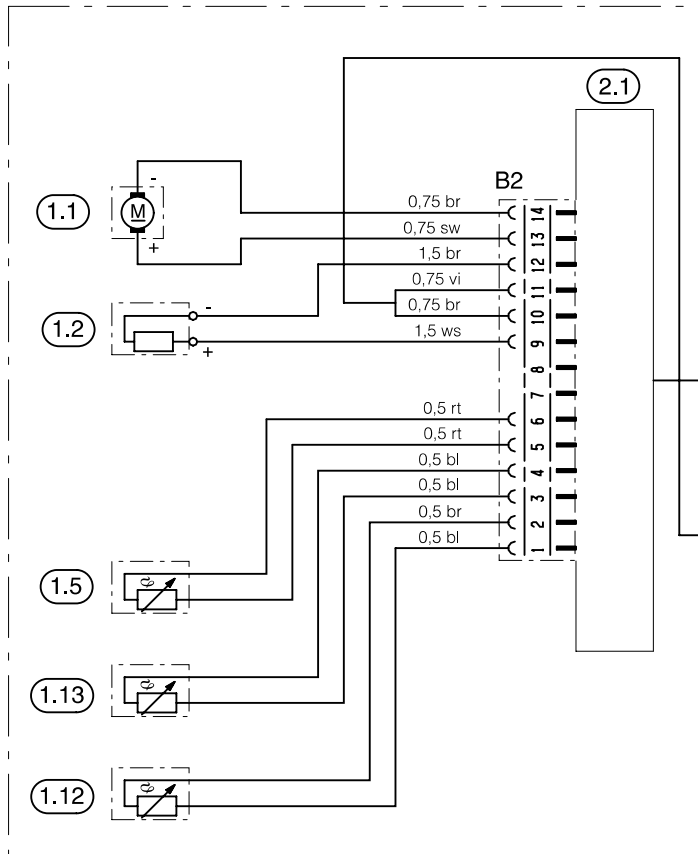 2.1
B2
1.1
-
M
+
0,75 br
14
0,75 sw
13
1,5 br
12
0,75 vi
11
1.2
-
+
0,75 br
10
1,5 ws
9
8
7
0,5 rt
6
0,5 rt
5
0,5 bl
4
0,5 bl
3
0,5 br
2
0,5 bl
1
1.5
ϑ
1.13
ϑ
1.12
ϑ